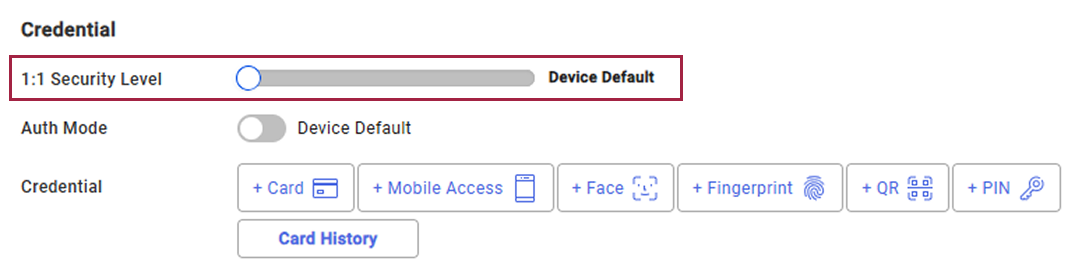 Credential
1:1 Security Level Device Default
Auth Mode Device Default
Credential + Card + Mobile Access + Face + Fingerprint + QR + PIN
Card History